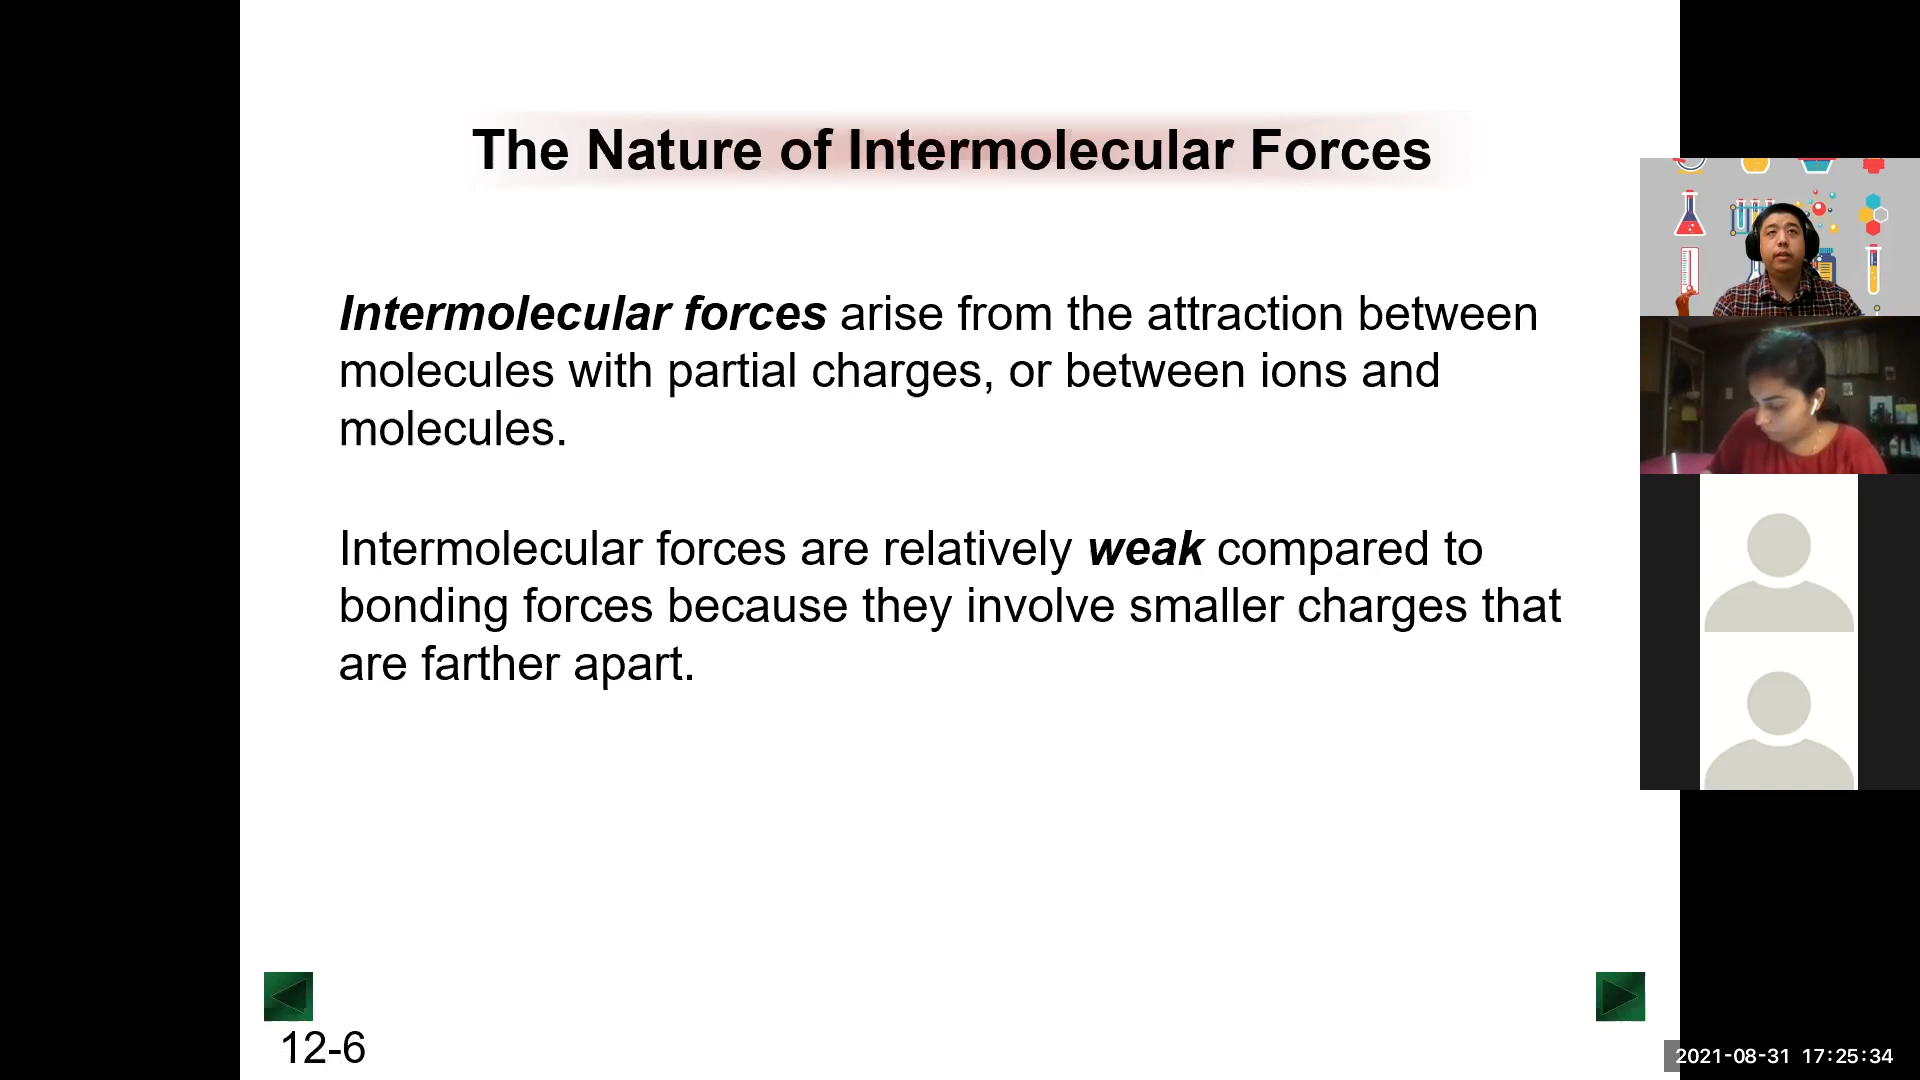 The Nature of Intermolecular Forces
Intermolecular forces arise from the attraction between
molecules with partial charges, or between ions and
molecules.
Intermolecular forces are relatively weak compared to
bonding forces because they involve smaller charges that
are farther apart.
12-6
2021-08-31 17:25:34